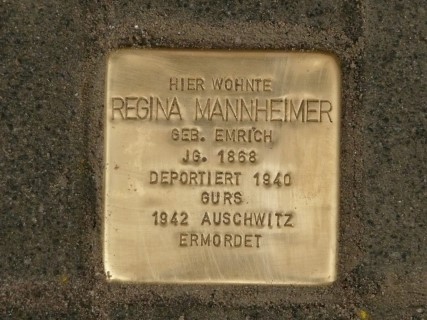 HIER WOHNTE
REGINA MANNHEIMER
GEB. EMRICH
JG. 1868
DEPORTIERT 1940
GURS
1942 AUSCHWITZ
ERMORDET